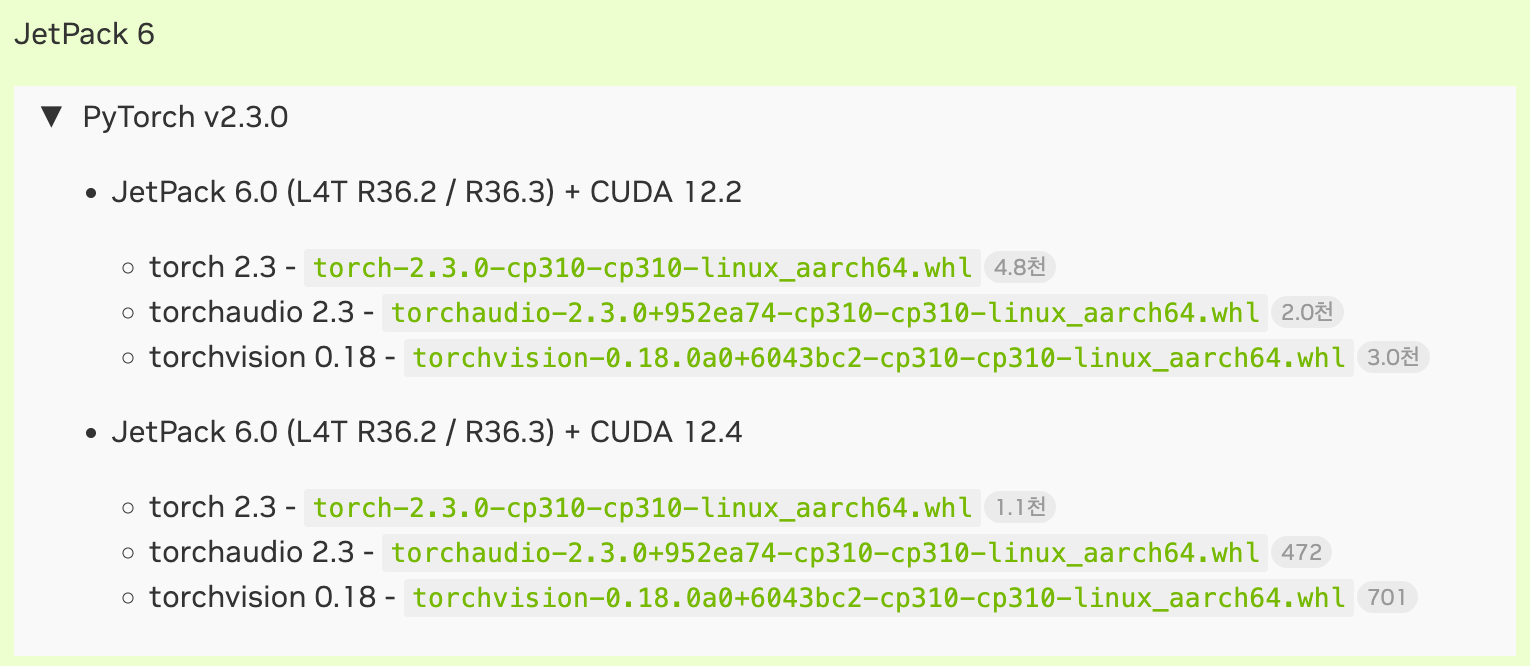 JetPack 6
▼ PyTorch v2.3.0
• JetPack 6.0 (L4T R36.2 / R36.3) + CUDA 12.2
○ torch 2.3 - torch-2.3.0-cp310-cp310-linux_aarch64.whl 4.8천
○ torchaudio 2.3 - torchaudio-2.3.0+952ea74-cp310-cp310-linux_aarch64.whl 2.0천
○ torchvision 0.18 - torchvision-0.18.0a0+6043bc2-cp310-cp310-linux_aarch64.whl 3.0천
• JetPack 6.0 (L4T R36.2 / R36.3) + CUDA 12.4
○ torch 2.3 - torch-2.3.0-cp310-cp310-linux_aarch64.whl 1.1천
○ torchaudio 2.3 - torchaudio-2.3.0+952ea74-cp310-cp310-linux_aarch64.whl 472
○ torchvision 0.18 - torchvision-0.18.0a0+6043bc2-cp310-cp310-linux_aarch64.whl 701